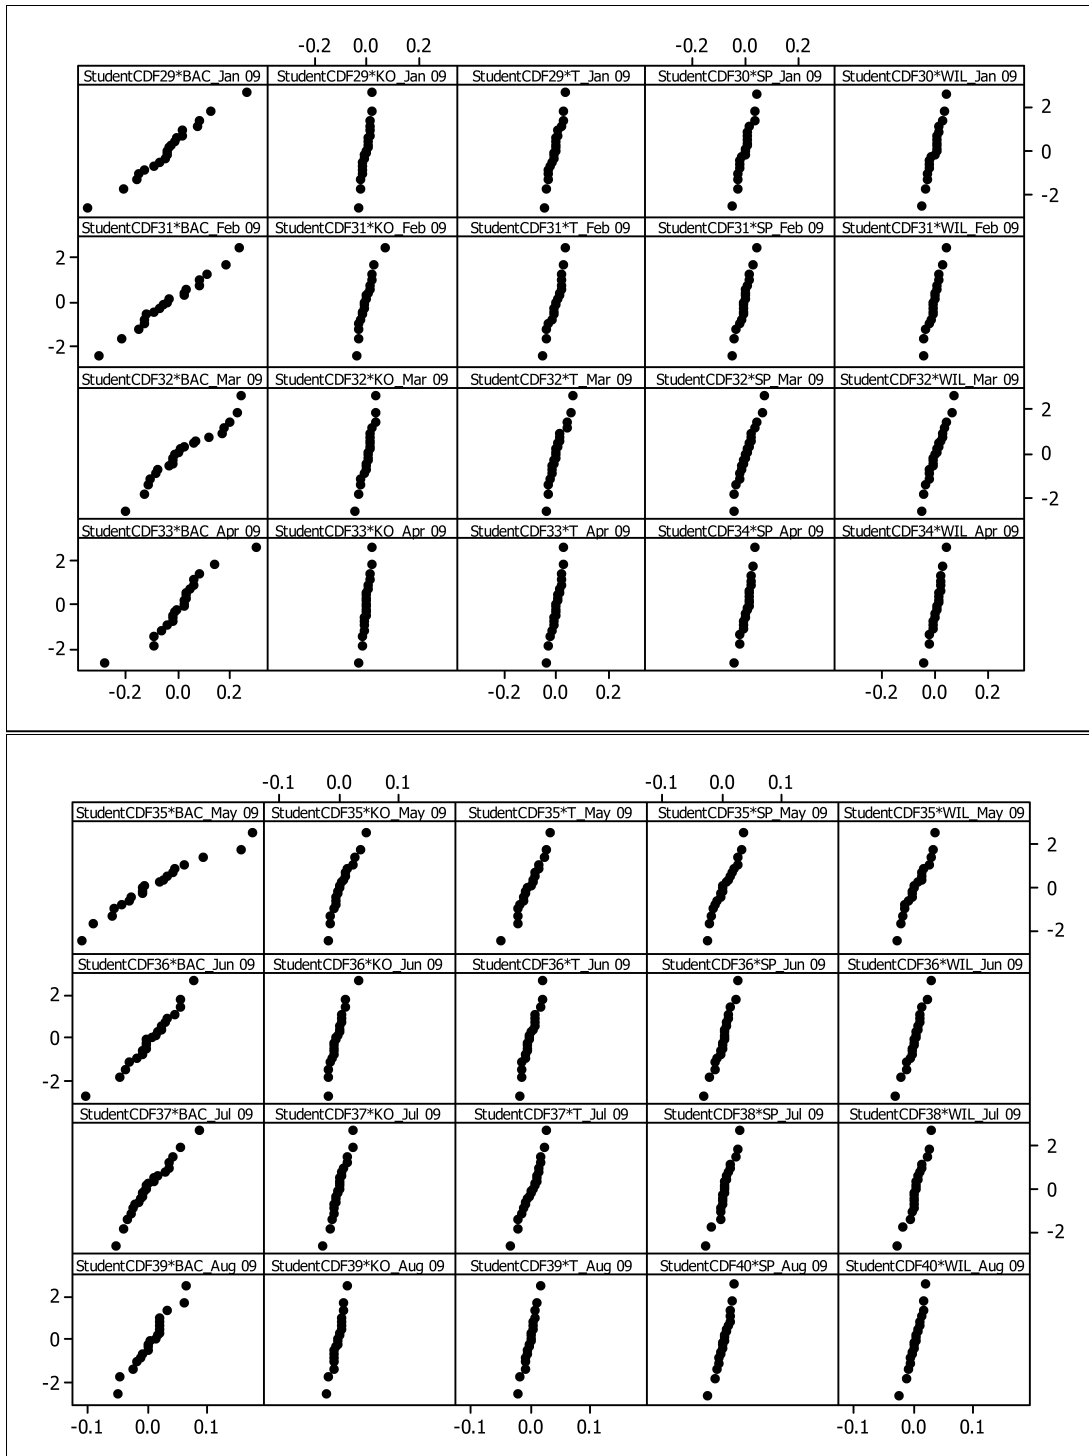 -0.2 0.0 0.2 -0.2 0.0 0.2
StudentCDF29*BAC_Jan 09 StudentCDF29*KO_Jan 09 StudentCDF29*T_Jan 09 StudentCDF30*SP_Jan 09 StudentCDF30*WIL_Jan 09
2
0
-2
StudentCDF31*BAC_Feb 09 StudentCDF31*KO_Feb 09 StudentCDF31*T_Feb 09 StudentCDF31*SP_Feb 09 StudentCDF31*WIL_Feb 09
2
0
-2
StudentCDF32*BAC_Mar 09 StudentCDF32*KO_Mar 09 StudentCDF32*T_Mar 09 StudentCDF32*SP_Mar 09 StudentCDF32*WIL_Mar 09
2
0
-2
StudentCDF33*BAC_Apr 09 StudentCDF33*KO_Apr 09 StudentCDF33*T_Apr 09 StudentCDF34*SP_Apr 09 StudentCDF34*WIL_Apr 09
2
0
-2
-0.2 0.0 0.2 -0.2 0.0 0.2 -0.2 0.0 0.2
-0.1 0.0 0.1 -0.1 0.0 0.1
StudentCDF35*BAC_May 09 StudentCDF35*KO_May 09 StudentCDF35*T_May 09 StudentCDF35*SP_May 09 StudentCDF35*WIL_May 09
2
0
-2
StudentCDF36*BAC_Jun 09 StudentCDF36*KO_Jun 09 StudentCDF36*T_Jun 09 StudentCDF36*SP_Jun 09 StudentCDF36*WIL_Jun 09
2
0
-2
StudentCDF37*BAC_Jul 09 StudentCDF37*KO_Jul 09 StudentCDF37*T_Jul 09 StudentCDF38*SP_Jul 09 StudentCDF38*WIL_Jul 09
2
0
-2
StudentCDF39*BAC_Aug 09 StudentCDF39*KO_Aug 09 StudentCDF39*T_Aug 09 StudentCDF40*SP_Aug 09 StudentCDF40*WIL_Aug 09
2
0
-2
-0.1 0.0 0.1 -0.1 0.0 0.1 -0.1 0.0 0.1